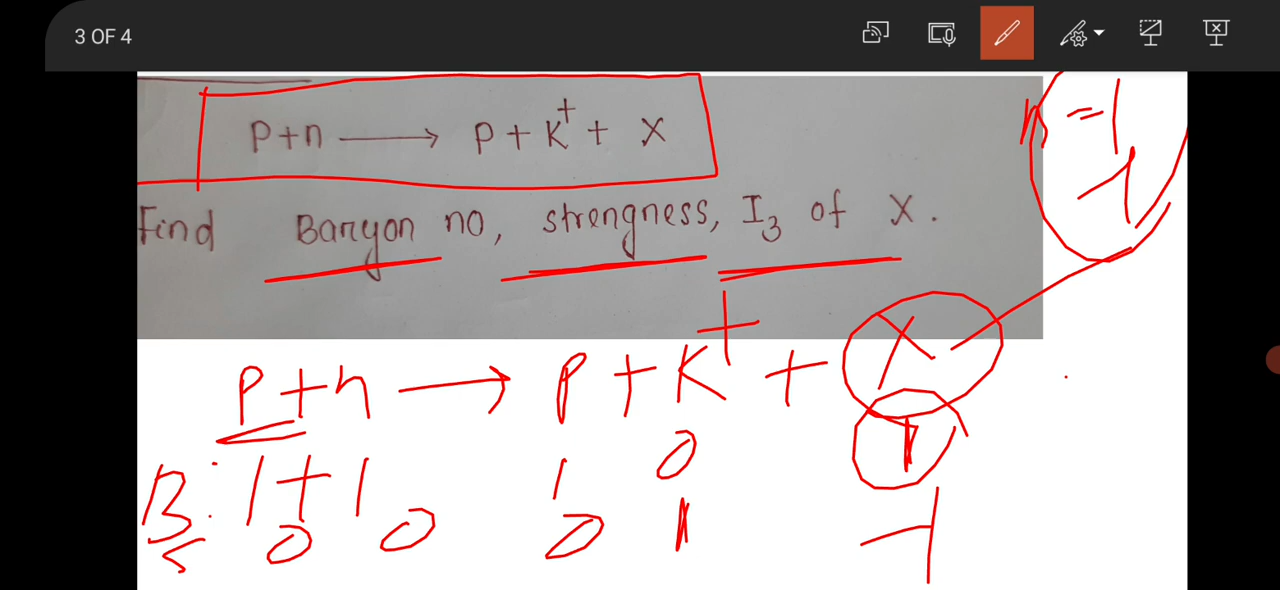 3 OF 4
P+n → P + K⁺ + X
Find Baryon no, strengness, I₃ of X.
= 1
-1
P+n → P + K⁺ + X
B: 1+1 1 0 1
0 0 0 1 -1